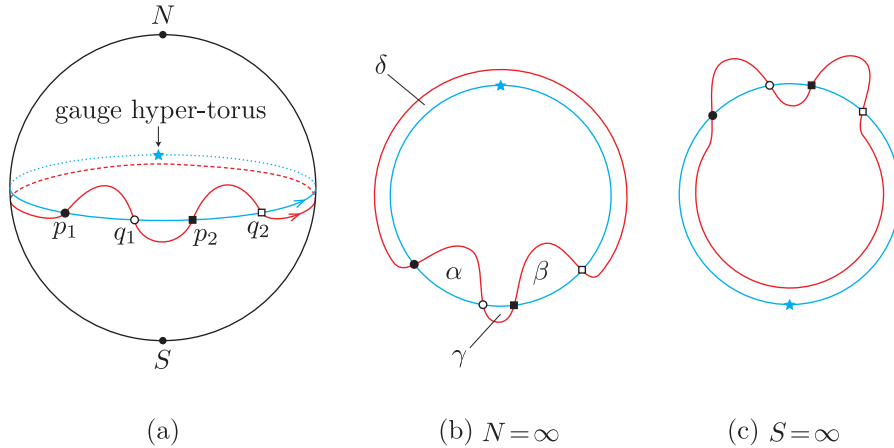 N
gauge hyper-torus
p₁ q₁ p₂ q₂
S
(a)
δ
α β
γ
(b) N=∞
(c) S=∞